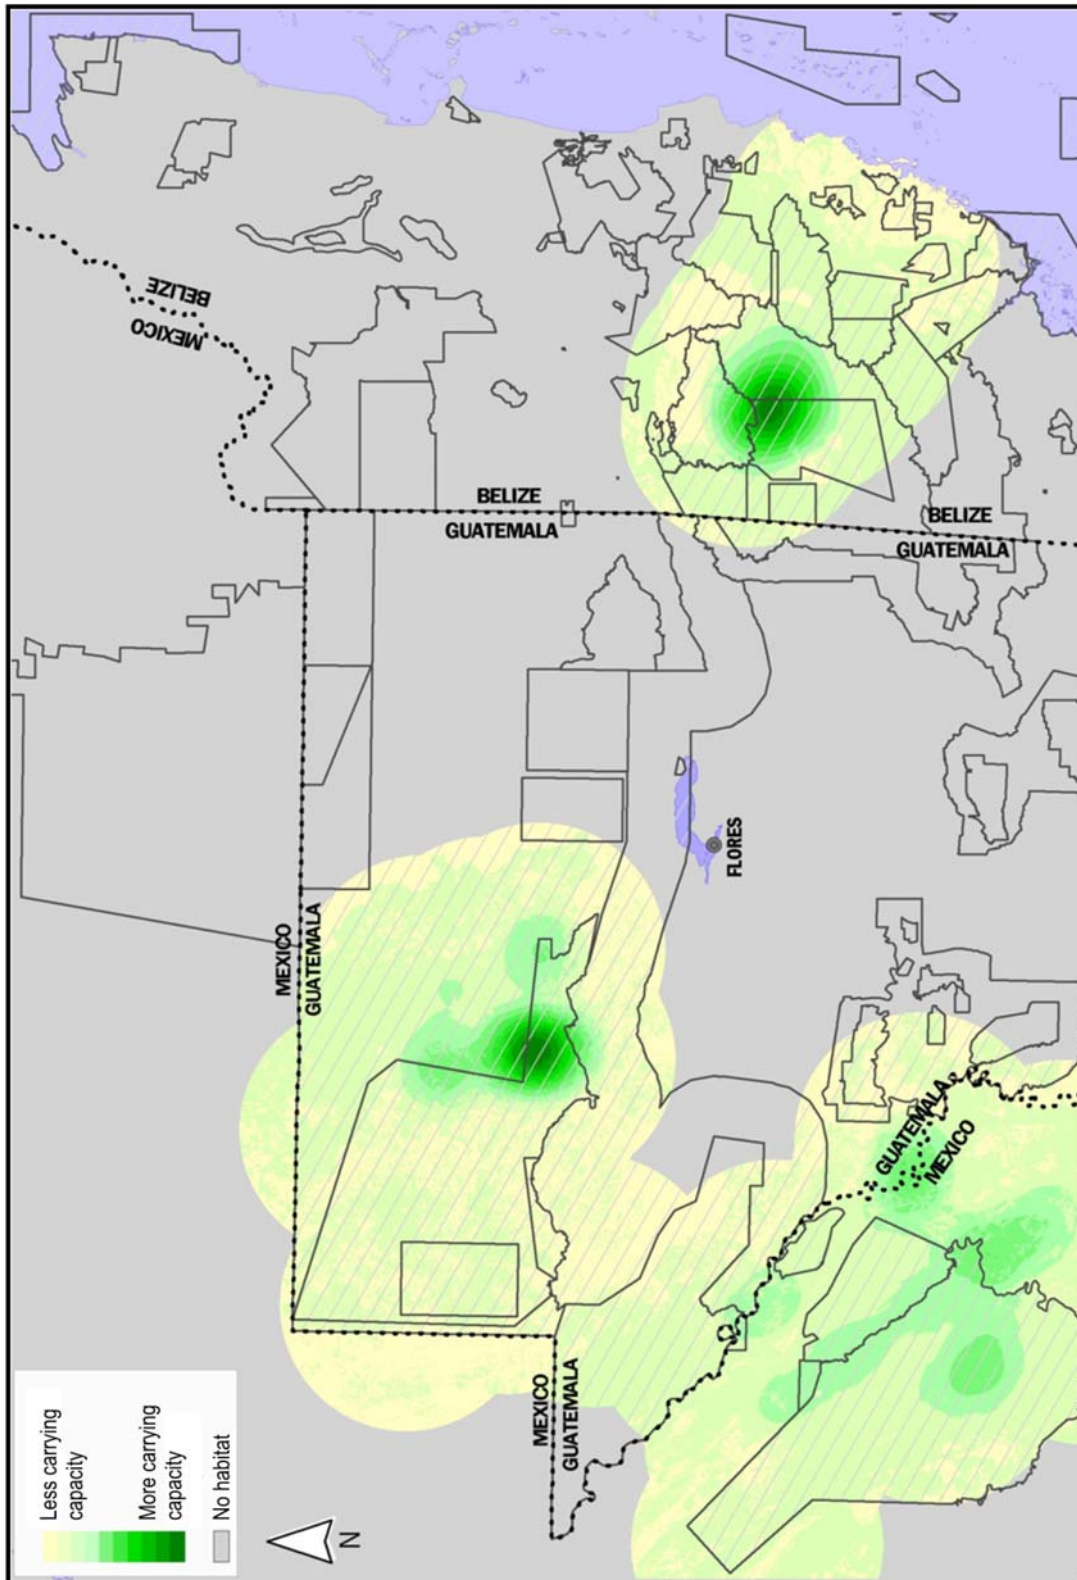 Less carrying
capacity
More carrying
capacity
No habitat
N
MEXICO
BELIZE
MEXICO
GUATEMALA
BELIZE
GUATEMALA
BELIZE
GUATEMALA
FLORES
MEXICO
GUATEMALA
GUATEMALA
MEXICO